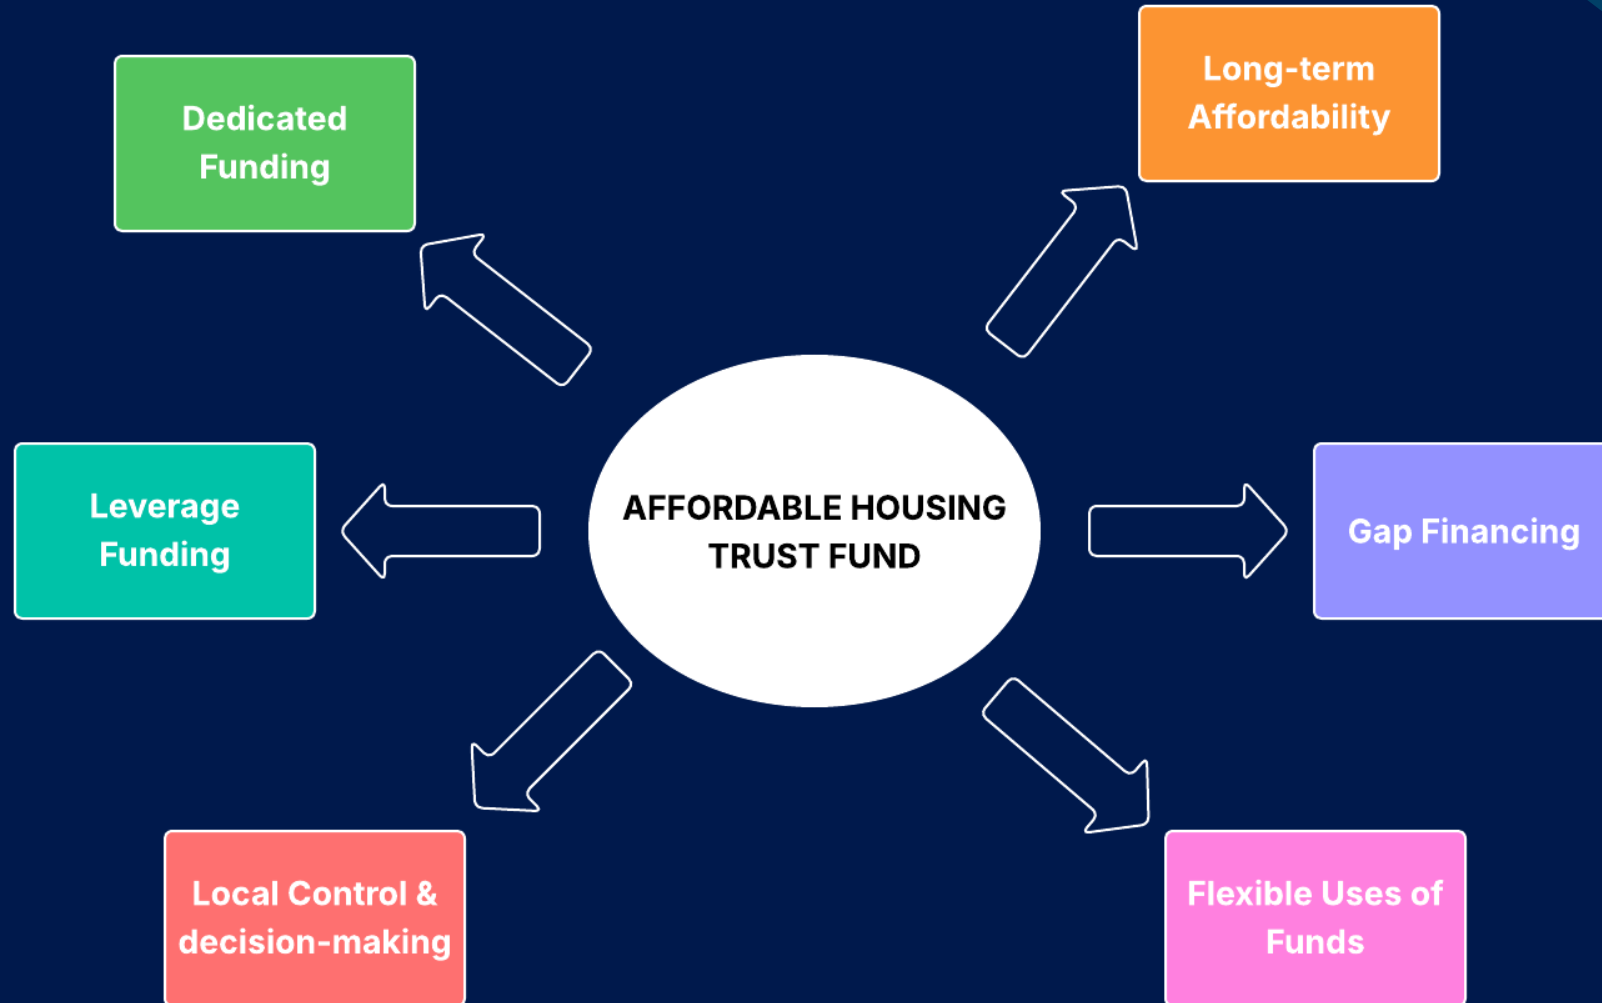 Dedicated
Funding
Long-term
Affordability
Leverage
Funding
AFFORDABLE HOUSING
TRUST FUND
Gap Financing
Local Control &
decision-making
Flexible Uses of
Funds